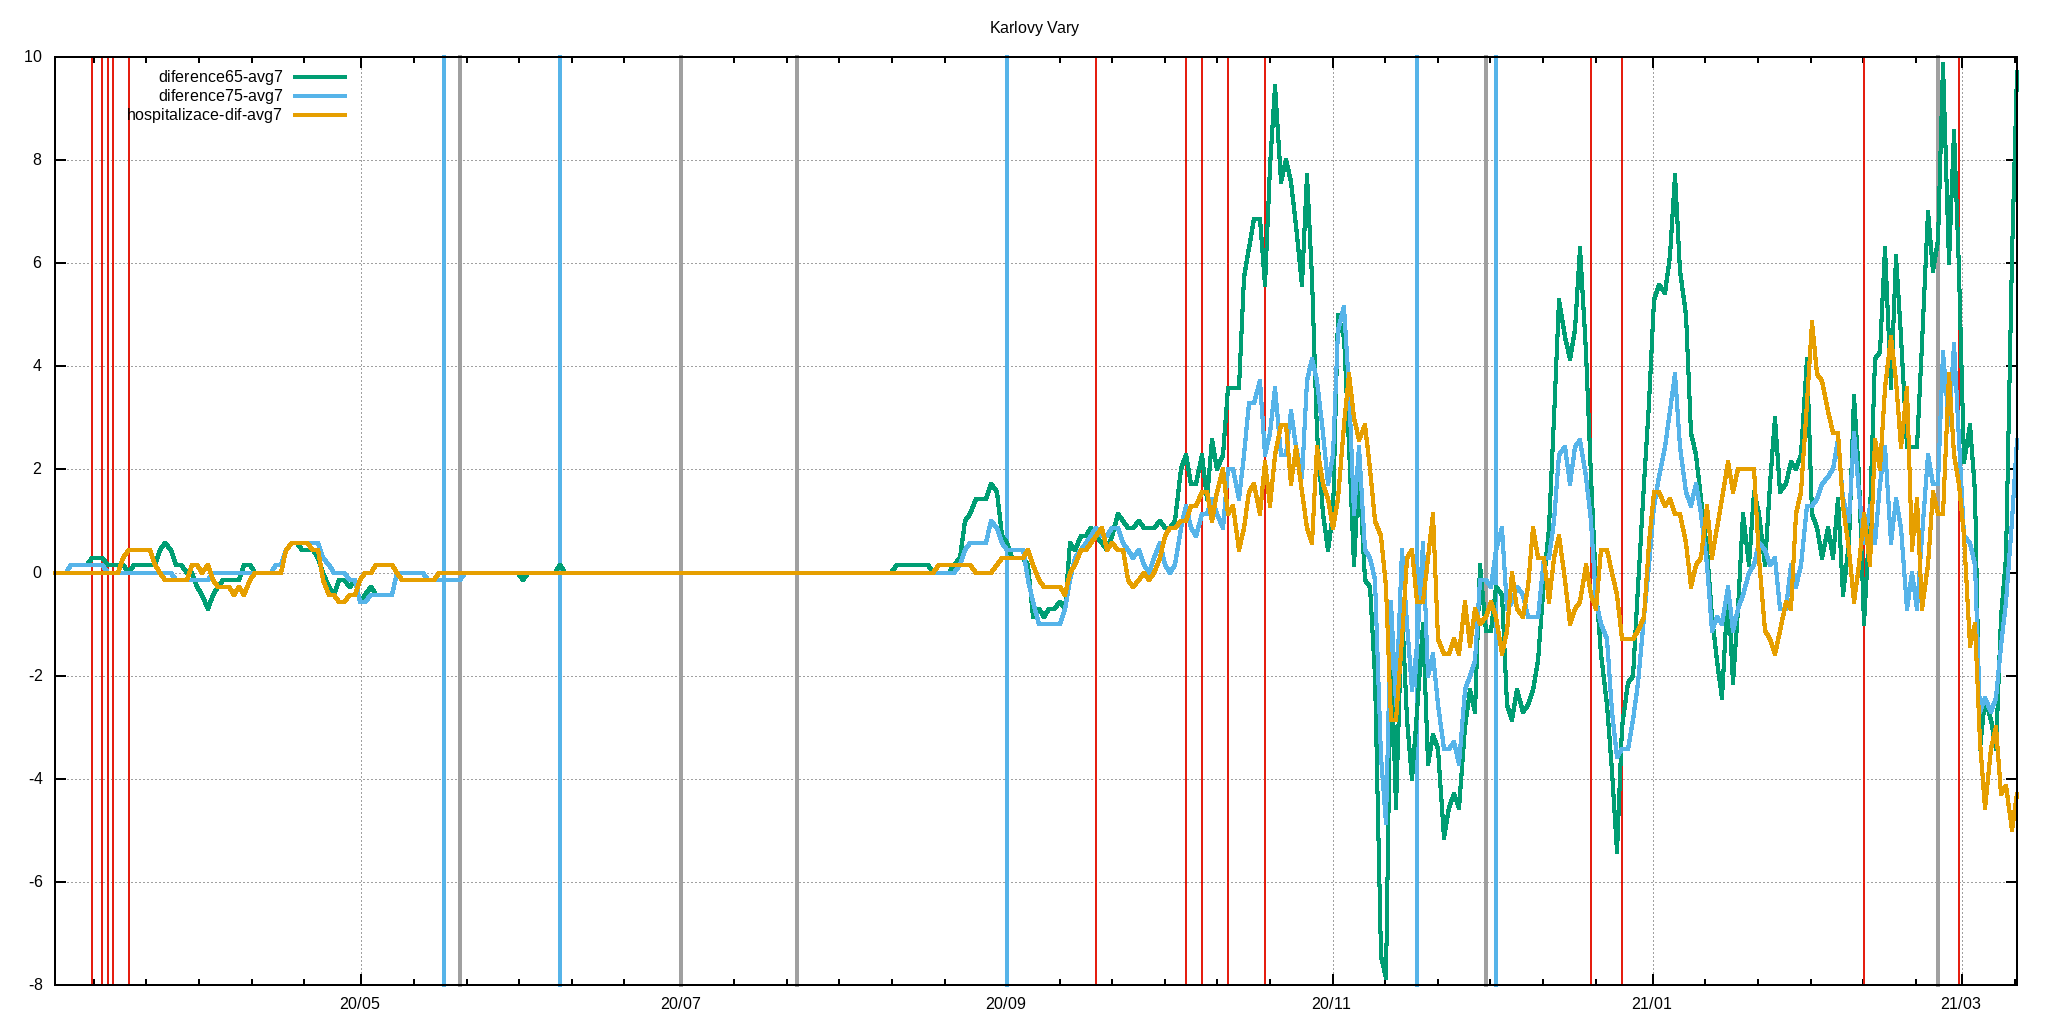 Karlovy Vary
10
diference65-avg7
diference75-avg7
hospitalizace-dif-avg7
8
6
4
2
0
-2
-4
-6
-8
20/05 20/07 20/09 20/11 21/01 21/03